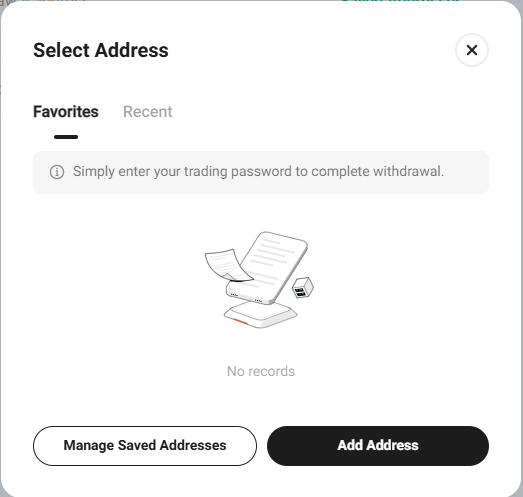 Select Address
Favorites Recent
Simply enter your trading password to complete withdrawal.
No records
Manage Saved Addresses Add Address